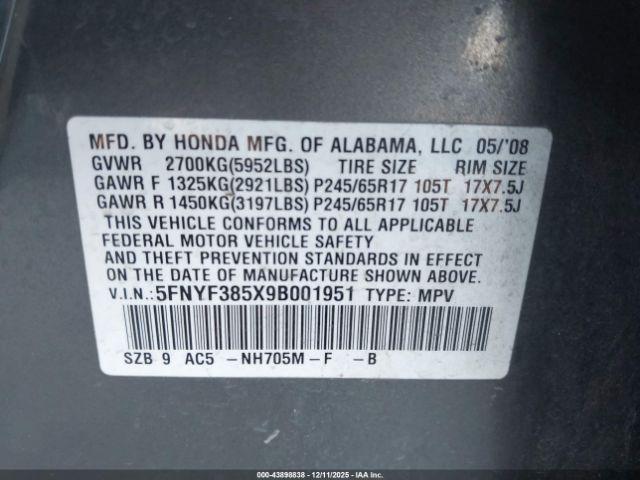 MFD. BY HONDA MFG. OF ALABAMA, LLC 05/'08
GVWR 2700KG(5952LBS) TIRE SIZE RIM SIZE
GAWR F 1325KG(2921LBS) P245/65R17 105T 17X7.5J
GAWR R 1450KG(3197LBS) P245/65R17 105T 17X7.5J
THIS VEHICLE CONFORMS TO ALL APPLICABLE
FEDERAL MOTOR VEHICLE SAFETY
AND THEFT PREVENTION STANDARDS IN EFFECT
ON THE DATE OF MANUFACTURE SHOWN ABOVE.
V.I.N.: 5FNYF385X9B001951 TYPE: MPV
SZB 9 AC5 -NH705M-F -B
000-43898838 - 12/11/2025 - IAAI.COM